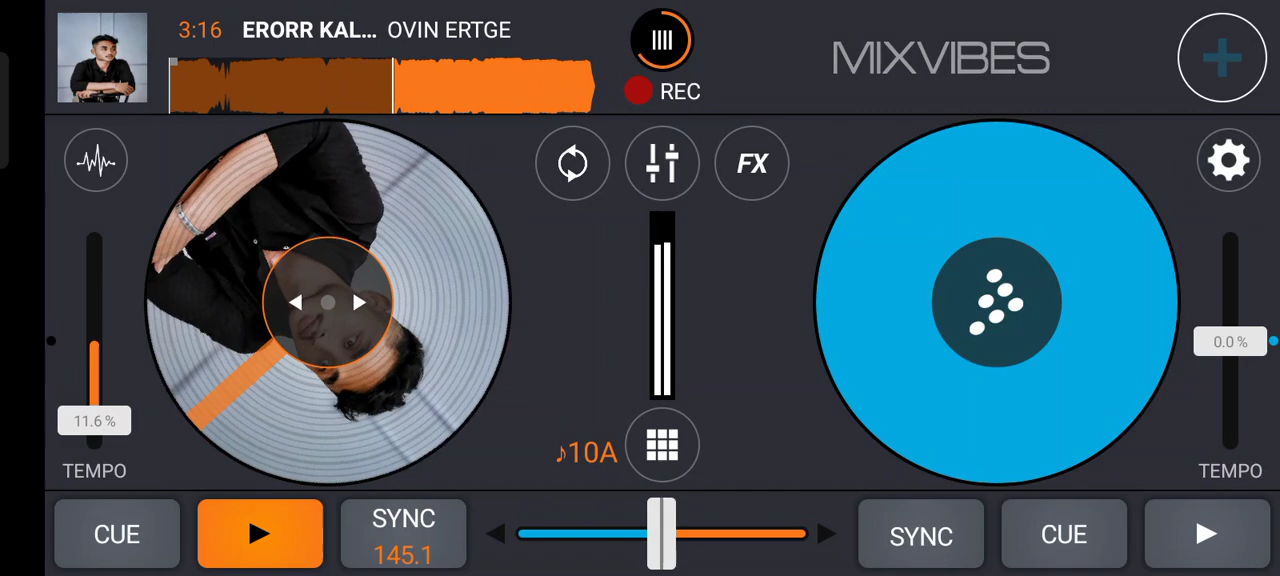 3:16 ERORR KAL... OVIN ERTGE
REC
MIXVIBES
FX
11.6 %
0.0 %
TEMPO
♪10A
TEMPO
CUE
SYNC
145.1
SYNC
CUE